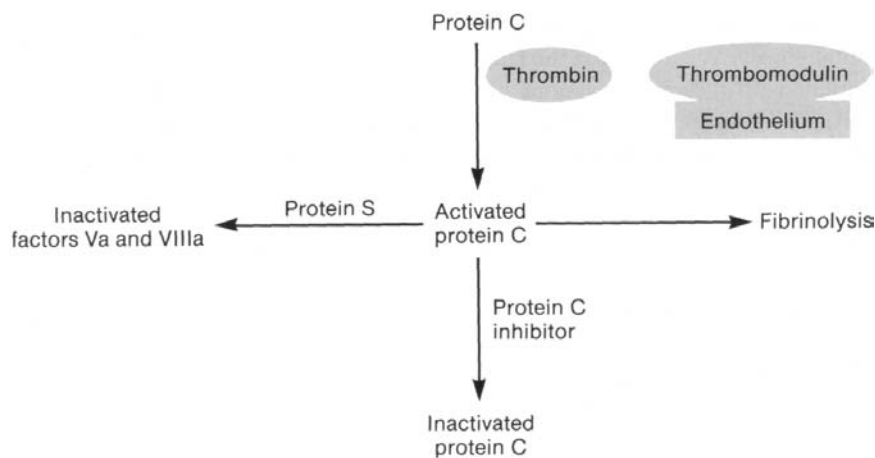 Protein C
Thrombin
Thrombomodulin
Endothelium
Inactivated
factors Va and VIIIa
Protein S
Activated
protein C
Fibrinolysis
Protein C
inhibitor
Inactivated
protein C